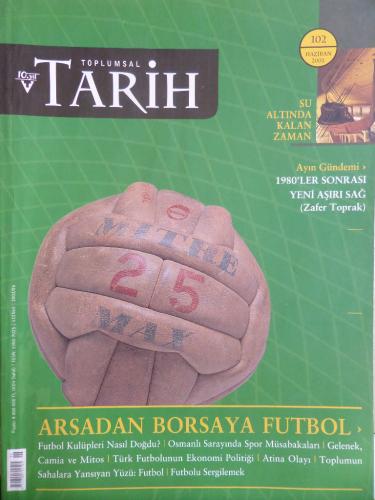 TOPLUMSAL
TARİH
102
HAZİRAN
SU
ALTINDA
KALAN
ZAMAN
Ayın Gündemi ›
1980'LER SONRASI
YENİ AŞIRI SAĞ
(Zafer Toprak)
MITRE
25
MAX
ARSADAN BORSAYA FUTBOL ›
Futbol Kulüpleri Nasıl Doğdu? | Osmanlı Sarayında Spor Müsabakaları | Gelenek,
Camia ve Mitos | Türk Futbolunun Ekonomi Politiği | Atina Olayı | Toplumun
Sahalara Yansıyan Yüzü: Futbol | Futbolu Sergilemek